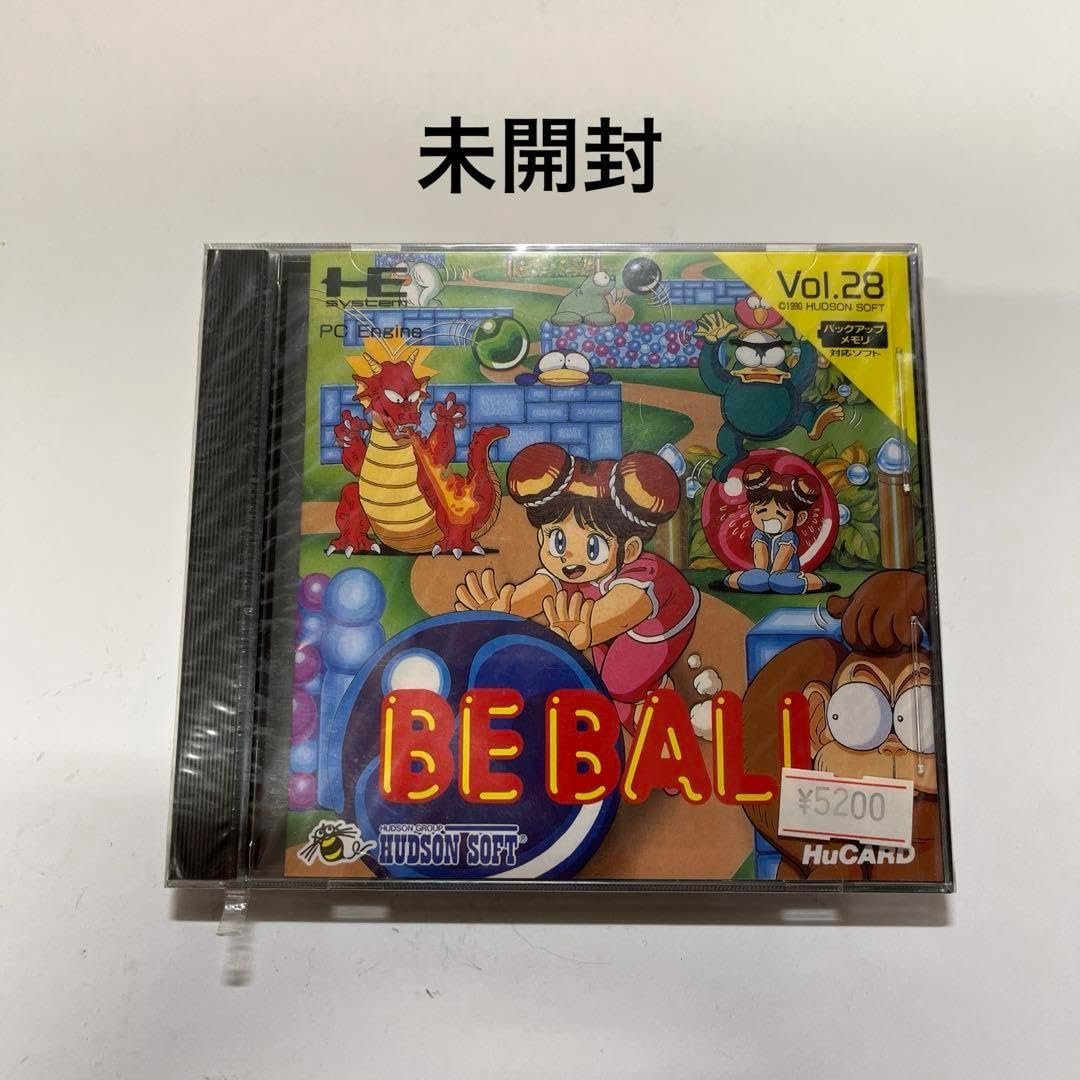 未開封
HE
system
PC Engine
Vol.28
©1990 HUDSON SOFT
バックアップ
メモリ
対応ソフト
BE BALL
¥5200
HUDSON GROUP
HUDSON SOFT®
HuCARD